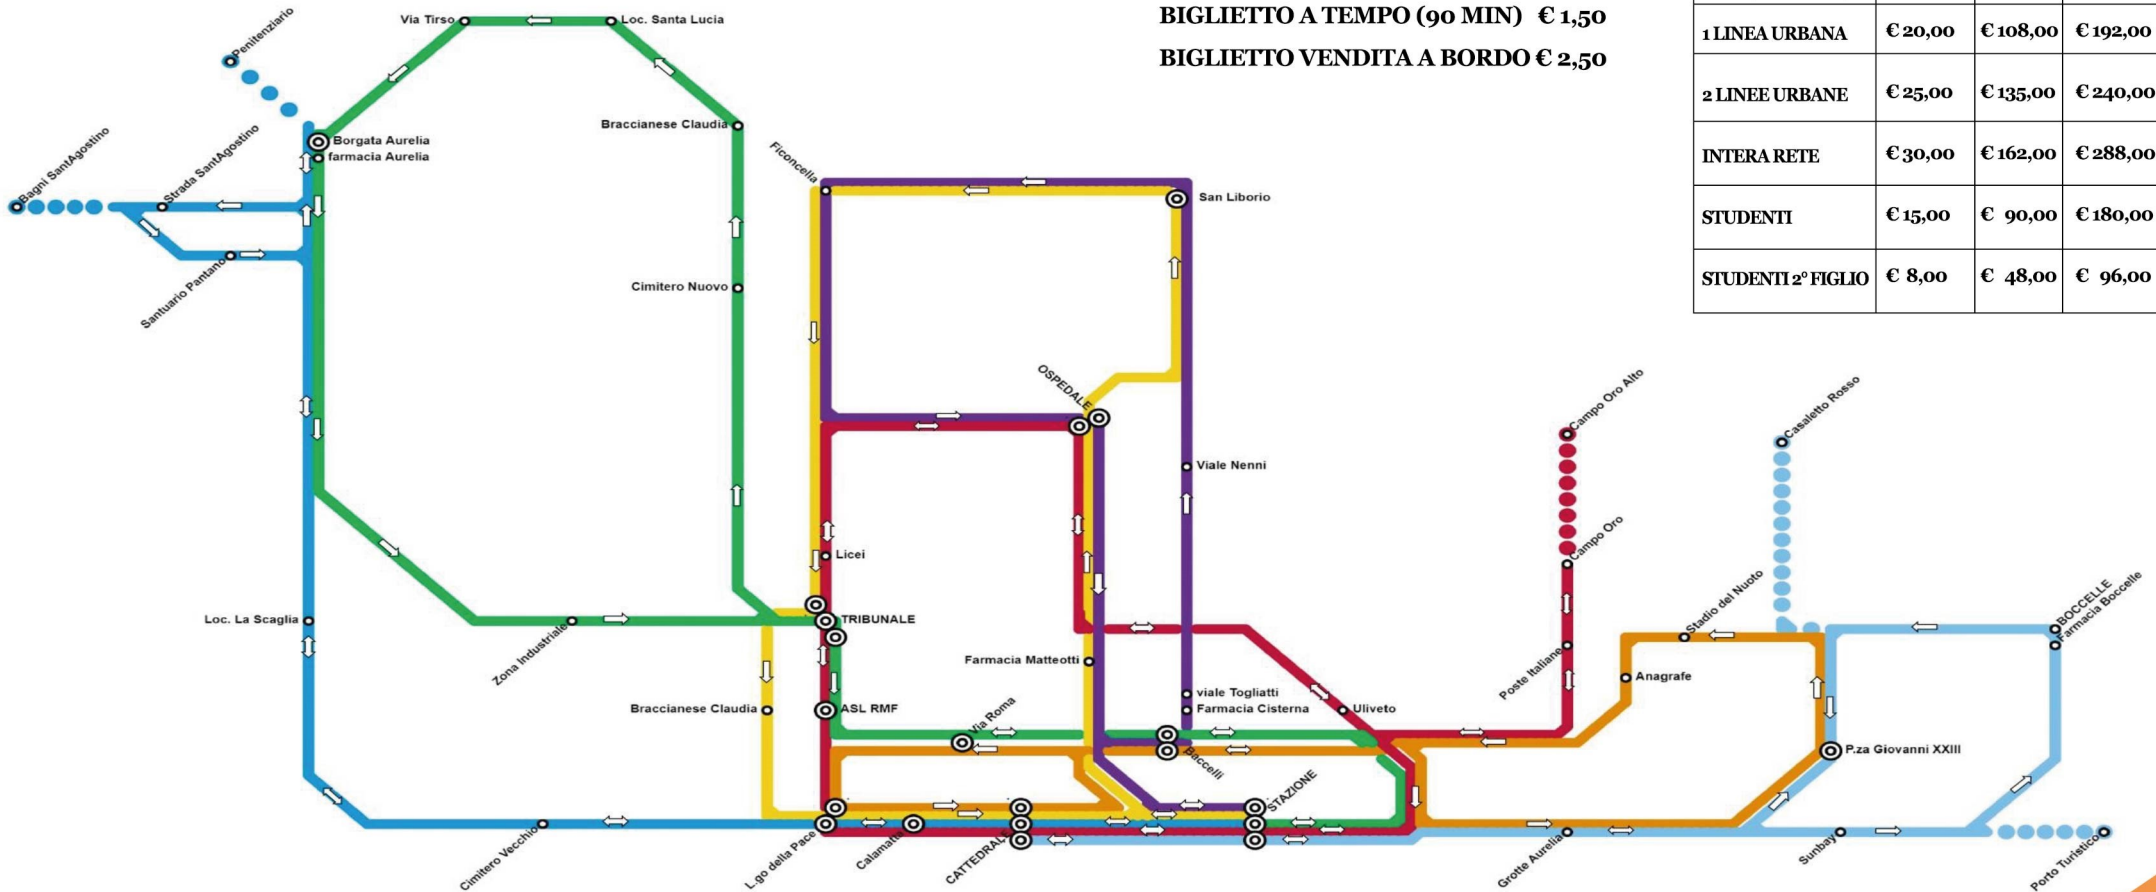 BIGLIETTO A TEMPO (90 MIN) € 1,50
BIGLIETTO VENDITA A BORDO € 2,50
1 LINEA URBANA € 20,00 € 108,00 € 192,00
2 LINEE URBANE € 25,00 € 135,00 € 240,00
INTERA RETE € 30,00 € 162,00 € 288,00
STUDENTI € 15,00 € 90,00 € 180,00
STUDENTI 2° FIGLIO € 8,00 € 48,00 € 96,00
Via Tirso
Loc. Santa Lucia
Penitenziario
Braccianese Claudia
Borgata Aurelia
farmacia Aurelia
Bagni SantAgostino
Strada SantAgostino
Santuario Pantano
Cimitero Nuovo
Ficoncella
San Liborio
OSPEDALE
Viale Nenni
Licei
Campo Oro Alto
Campo Oro
Casaletto Rosso
Loc. La Scaglia
Zona Industriale
TRIBUNALE
Farmacia Matteotti
Braccianese Claudia
ASL RMF
Via Roma
viale Togliatti
Farmacia Cisterna
Uliveto
Poste Italiane
Stadio del Nuoto
Anagrafe
BOCCELLE
Farmacia Boccelle
P.za Giovanni XXIII
Baccelli
STAZIONE
Cimitero Vecchio
L.go della Pace
Calamatta
CATTEDRALE
Grotte Aurelia
Sunbay
Porto Turistico